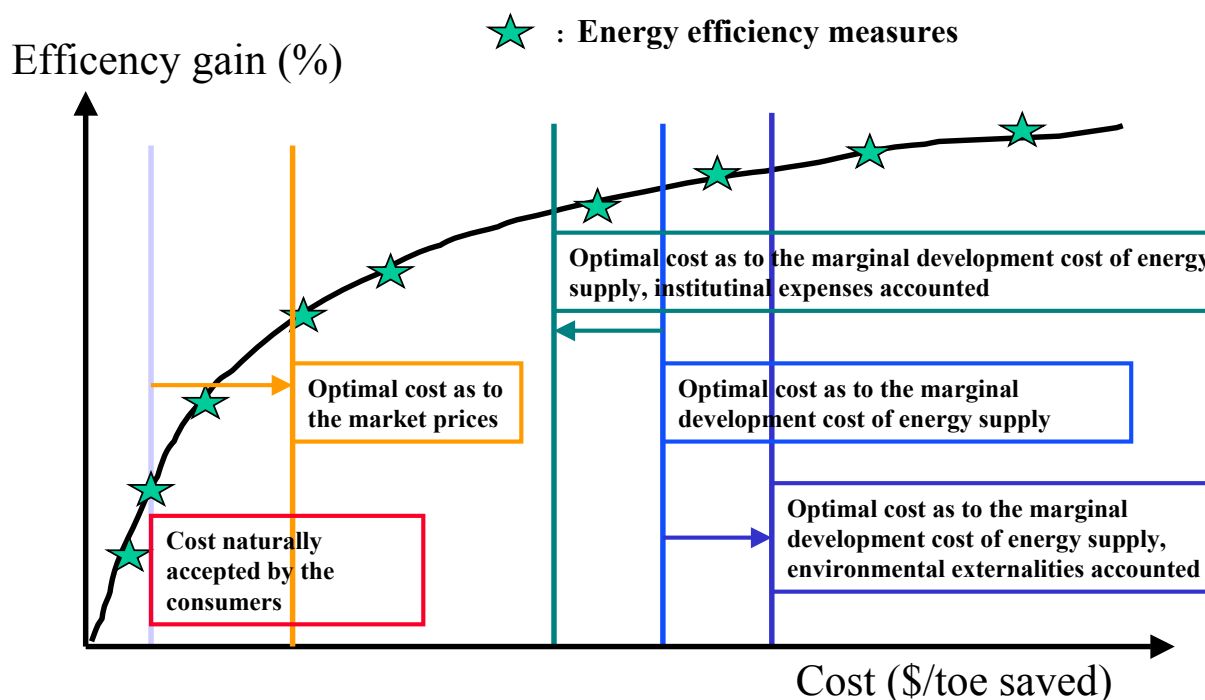 : Energy efficiency measures
Efficency gain (%)
Optimal cost as to the marginal development cost of energy
supply, institutinal expenses accounted
Optimal cost as to
the market prices
Optimal cost as to the marginal
development cost of energy supply
Optimal cost as to the marginal
development cost of energy supply,
environmental externalities accounted
Cost naturally
accepted by the
consumers
Cost ($/toe saved)